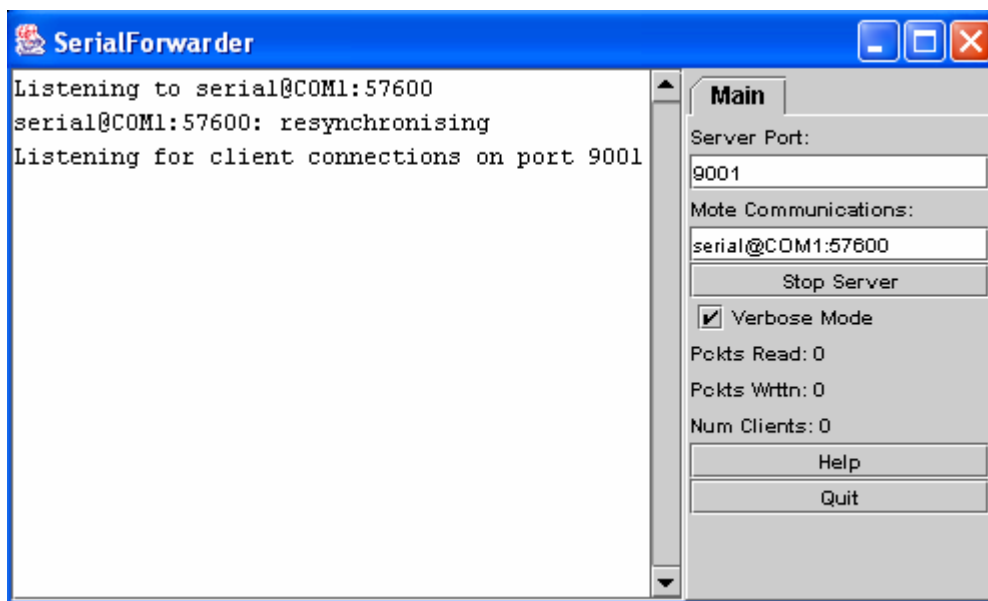 SerialForwarder
Listening to serial@COM1:57600
serial@COM1:57600: resynchronising
Listening for client connections on port 9001
Main
Server Port:
9001
Mote Communications:
serial@COM1:57600
Stop Server
Verbose Mode
Pckts Read: 0
Pckts Wrttn: 0
Num Clients: 0
Help
Quit